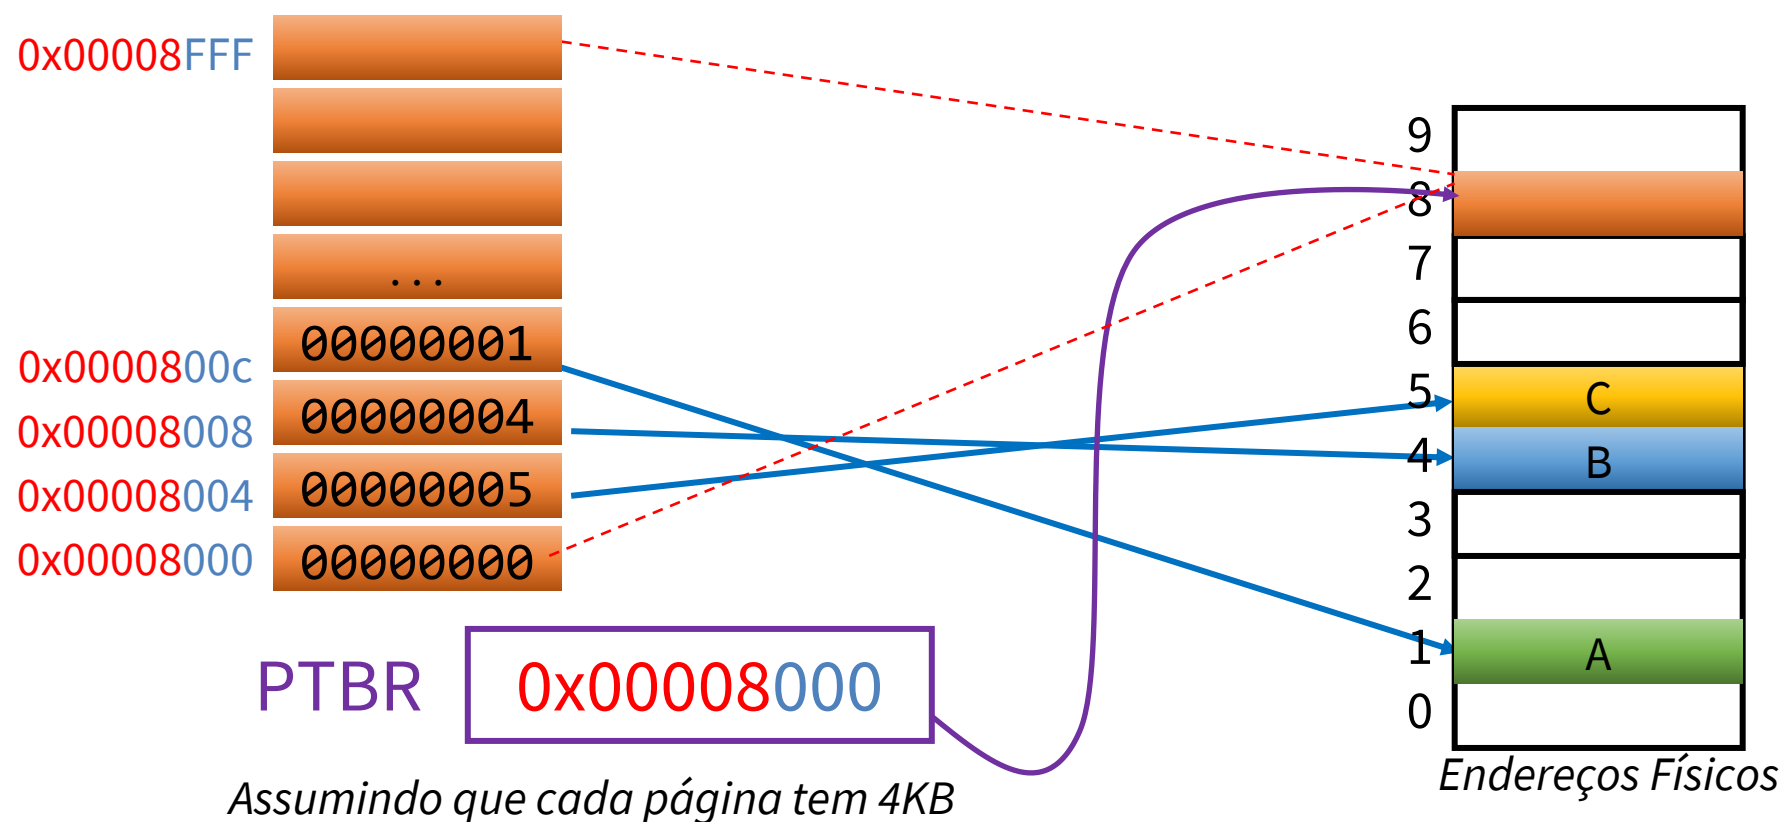 0x00008FFF
...
0x0000800c 00000001
0x00008008 00000004
0x00008004 00000005
0x00008000 00000000
PTBR 0x00008000
Assumindo que cada página tem 4KB
9
8
7
6
5 C
4 B
3
2
1 A
0
Endereços Físicos